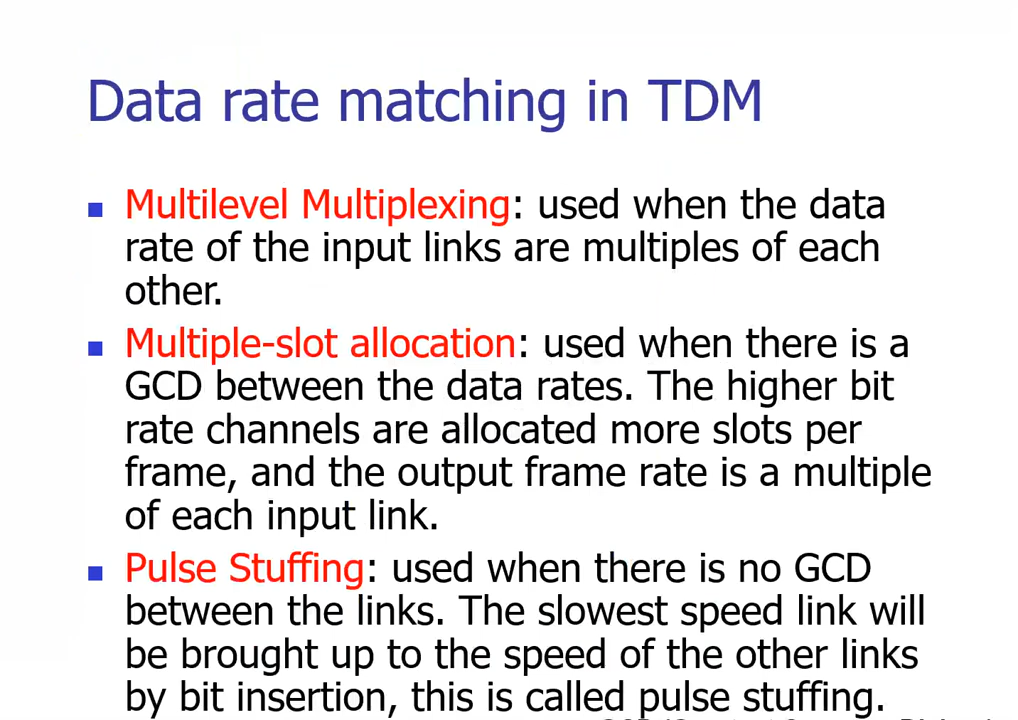 Data rate matching in TDM
Multilevel Multiplexing: used when the data
rate of the input links are multiples of each
other.
Multiple-slot allocation: used when there is a
GCD between the data rates. The higher bit
rate channels are allocated more slots per
frame, and the output frame rate is a multiple
of each input link.
Pulse Stuffing: used when there is no GCD
between the links. The slowest speed link will
be brought up to the speed of the other links
by bit insertion, this is called pulse stuffing.